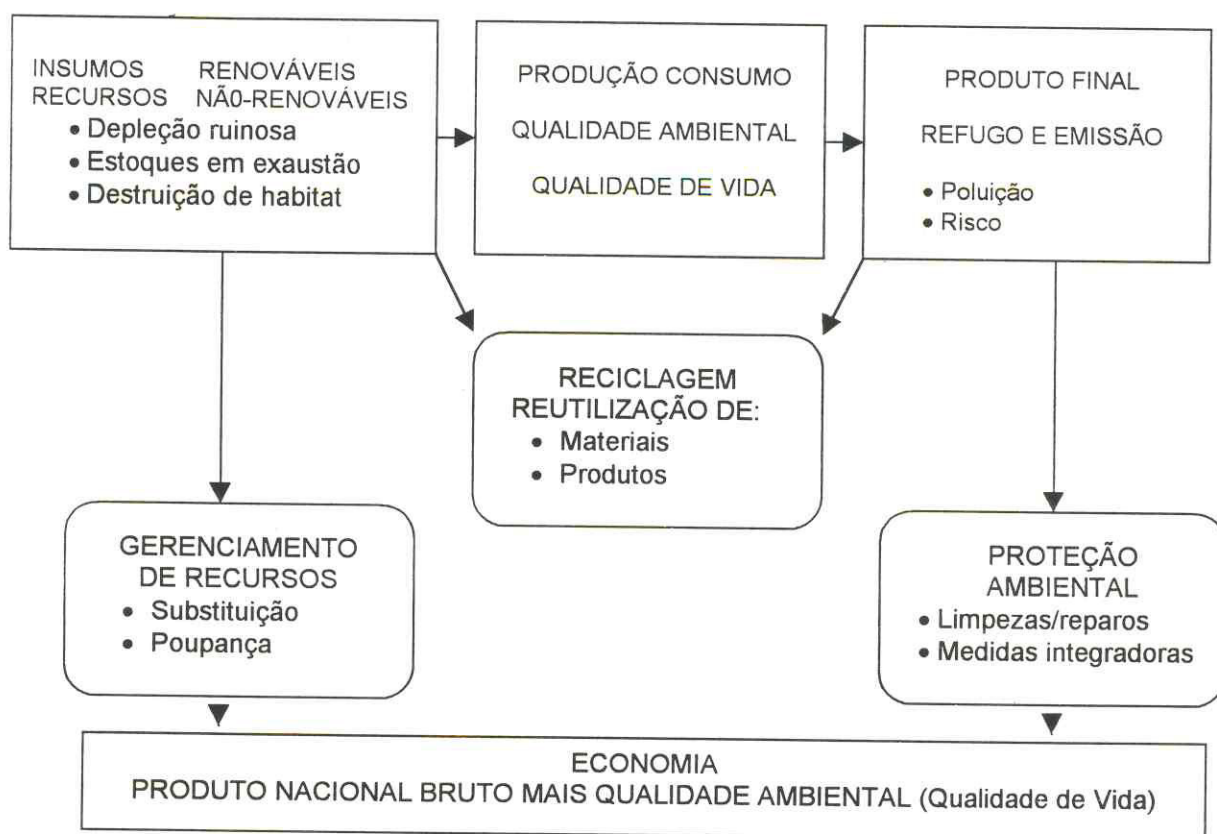 INSUMOS RENOVÁVEIS
RECURSOS NÃ0-RENOVÁVEIS
• Depleção ruinosa
• Estoques em exaustão
• Destruição de habitat
PRODUÇÃO CONSUMO
QUALIDADE AMBIENTAL
QUALIDADE DE VIDA
PRODUTO FINAL
REFUGO E EMISSÃO
• Poluição
• Risco
RECICLAGEM
REUTILIZAÇÃO DE:
• Materiais
• Produtos
GERENCIAMENTO
DE RECURSOS
• Substituição
• Poupança
PROTEÇÃO
AMBIENTAL
• Limpezas/reparos
• Medidas integradoras
ECONOMIA
PRODUTO NACIONAL BRUTO MAIS QUALIDADE AMBIENTAL (Qualidade de Vida)